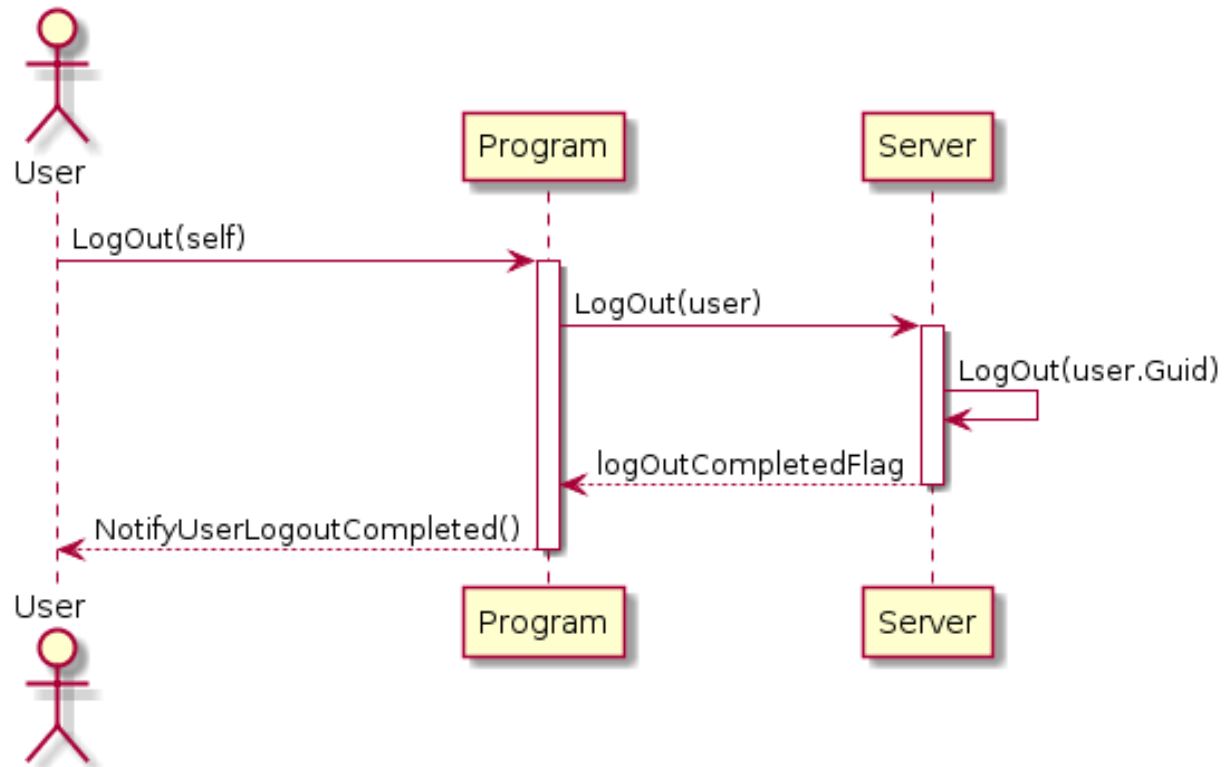 User
Program
Server
LogOut(self)
LogOut(user)
LogOut(user.Guid)
logOutCompletedFlag
NotifyUserLogoutCompleted()
User
Program
Server